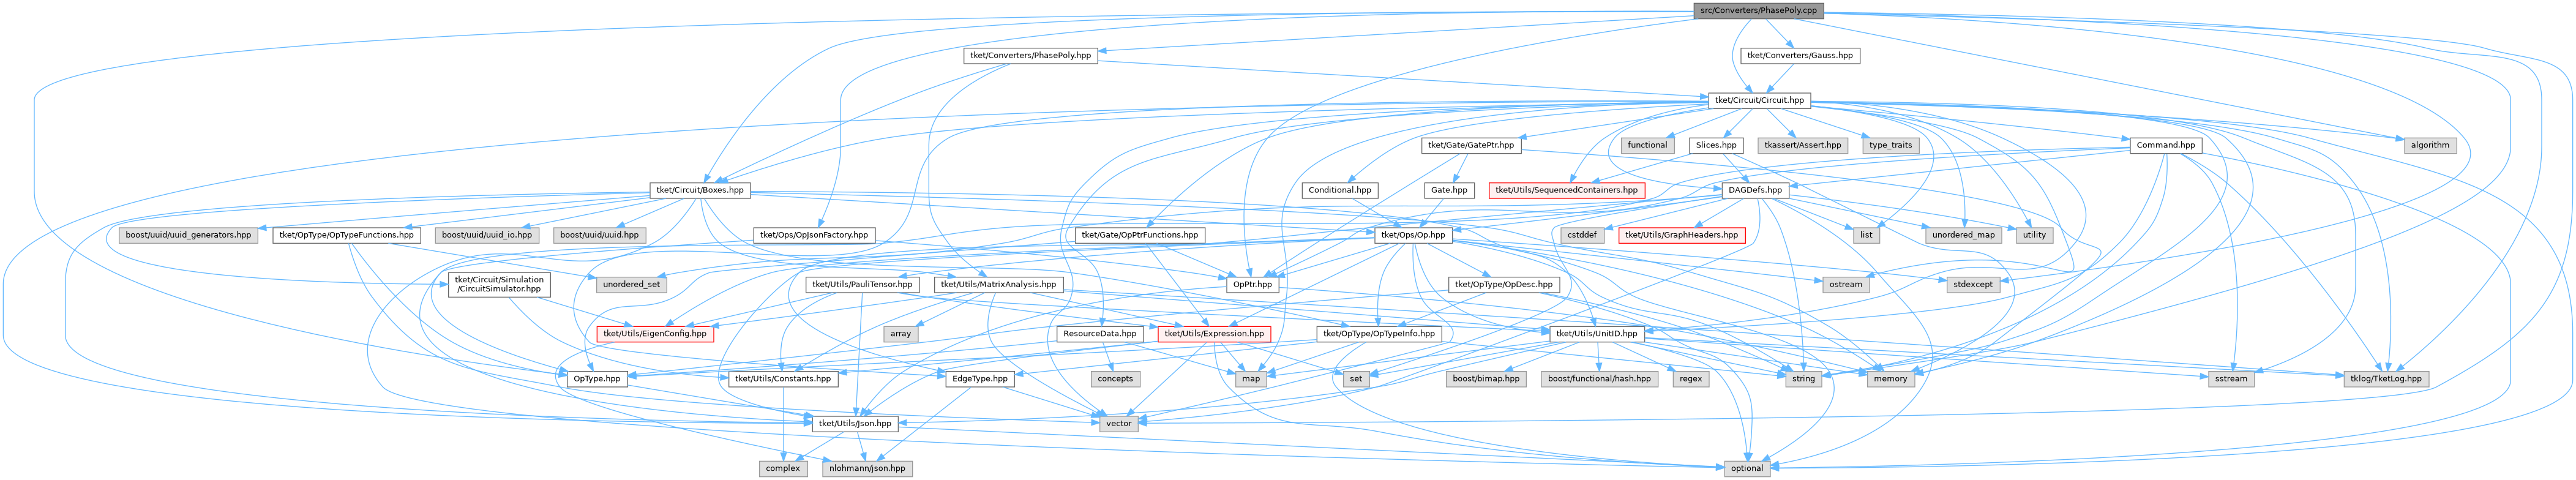 src/Converters/PhasePoly.cpp
tket/Converters/PhasePoly.hpp
tket/Converters/Gauss.hpp
tket/Circuit/Circuit.hpp
tket/Gate/GatePtr.hpp
functional
Slices.hpp
tkassert/Assert.hpp
type_traits
Command.hpp
algorithm
tket/Circuit/Boxes.hpp
Conditional.hpp
Gate.hpp
tket/Utils/SequencedContainers.hpp
DAGDefs.hpp
boost/uuid/uuid_generators.hpp
tket/OpType/OpTypeFunctions.hpp
boost/uuid/uuid_io.hpp
boost/uuid/uuid.hpp
tket/Ops/OpJsonFactory.hpp
tket/Gate/OpPtrFunctions.hpp
tket/Ops/Op.hpp
cstddef
tket/Utils/GraphHeaders.hpp
list
unordered_map
utility
tket/Circuit/Simulation
/CircuitSimulator.hpp
unordered_set
tket/Utils/PauliTensor.hpp
tket/Utils/MatrixAnalysis.hpp
OpPtr.hpp
tket/OpType/OpDesc.hpp
ostream
stdexcept
tket/Utils/EigenConfig.hpp
array
ResourceData.hpp
tket/Utils/Expression.hpp
tket/OpType/OpTypeInfo.hpp
tket/Utils/UnitID.hpp
OpType.hpp
tket/Utils/Constants.hpp
EdgeType.hpp
concepts
map
set
boost/bimap.hpp
boost/functional/hash.hpp
regex
string
memory
sstream
tklog/TketLog.hpp
tket/Utils/Json.hpp
vector
complex
nlohmann/json.hpp
optional